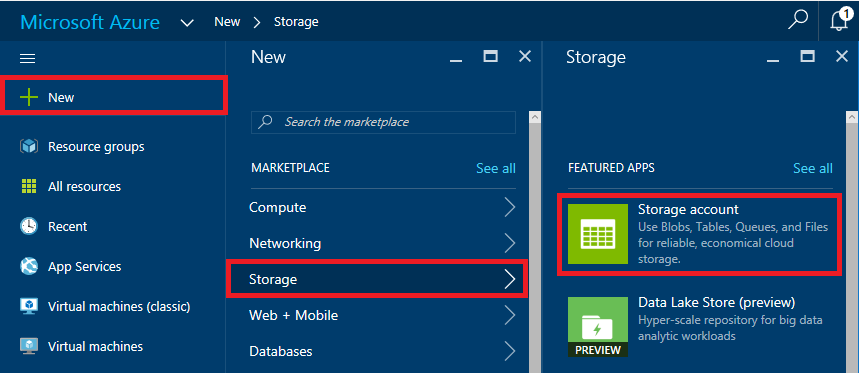 Microsoft Azure New > Storage 1
New
Resource groups
All resources
Recent
App Services
Virtual machines (classic)
Virtual machines
New
Search the marketplace
MARKETPLACE See all
Compute
Networking
Storage
Web + Mobile
Databases
Storage
FEATURED APPS See all
Storage account
Use Blobs, Tables, Queues, and Files
for reliable, economical cloud
storage.
Data Lake Store (preview)
Hyper-scale repository for big data
analytic workloads
PREVIEW